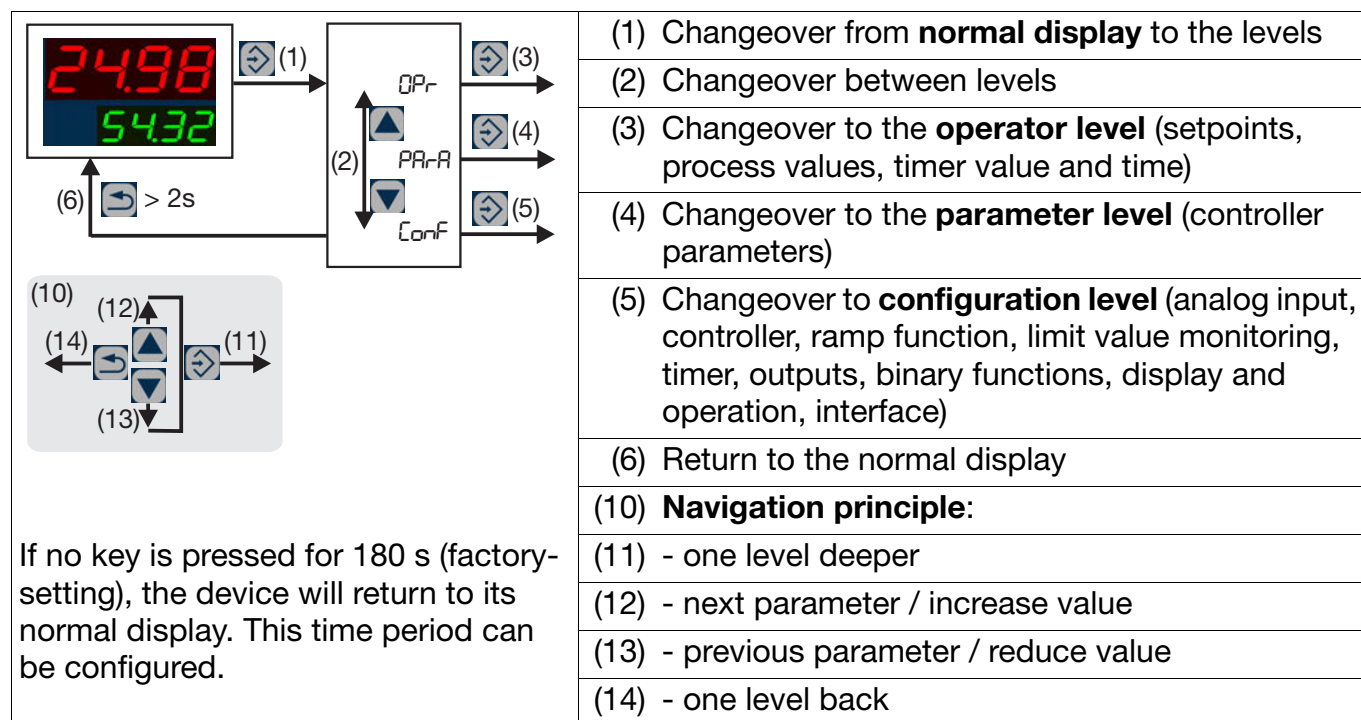 24.98
54.32
(1)
OPr
PArA
ConF
(2)
(3)
(4)
(5)
(6) > 2s
(10)
(12)
(14)
(11)
(13)
If no key is pressed for 180 s (factory-
setting), the device will return to its
normal display. This time period can
be configured.
(1) Changeover from normal display to the levels
(2) Changeover between levels
(3) Changeover to the operator level (setpoints,
process values, timer value and time)
(4) Changeover to the parameter level (controller
parameters)
(5) Changeover to configuration level (analog input,
controller, ramp function, limit value monitoring,
timer, outputs, binary functions, display and
operation, interface)
(6) Return to the normal display
(10) Navigation principle:
(11) - one level deeper
(12) - next parameter / increase value
(13) - previous parameter / reduce value
(14) - one level back